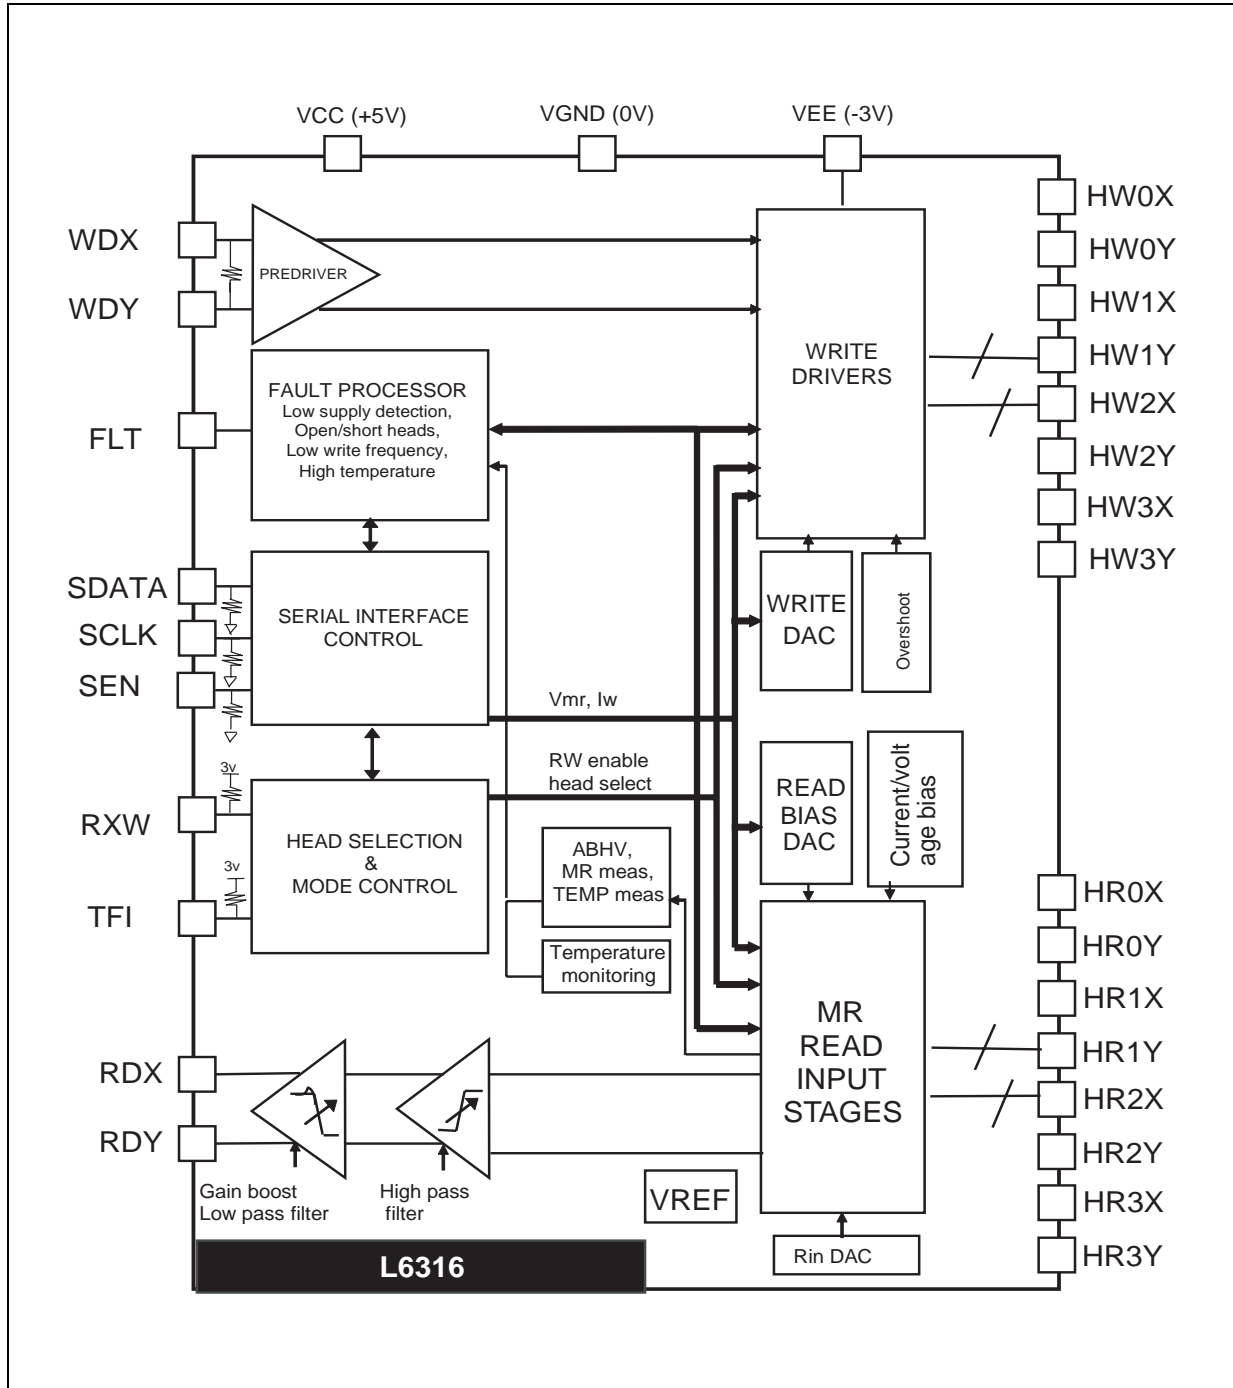 VCC (+5V)
VGND (0V)
VEE (-3V)
WDX
WDY
PREDRIVER
FLT
FAULT PROCESSOR
Low supply detection,
Open/short heads,
Low write frequency,
High temperature
SDATA
SCLK
SEN
SERIAL INTERFACE
CONTROL
Vmr, Iw
RXW
TFI
3v
3v
HEAD SELECTION
&
MODE CONTROL
RW enable
head select
ABHV,
MR meas,
TEMP meas
Temperature
monitoring
WRITE
DRIVERS
WRITE
DAC
Overshoot
READ
BIAS
DAC
Current/volt
age bias
MR
READ
INPUT
STAGES
RDX
RDY
Gain boost
Low pass filter
High pass
filter
VREF
Rin DAC
L6316
HW0X
HW0Y
HW1X
HW1Y
HW2X
HW2Y
HW3X
HW3Y
HR0X
HR0Y
HR1X
HR1Y
HR2X
HR2Y
HR3X
HR3Y